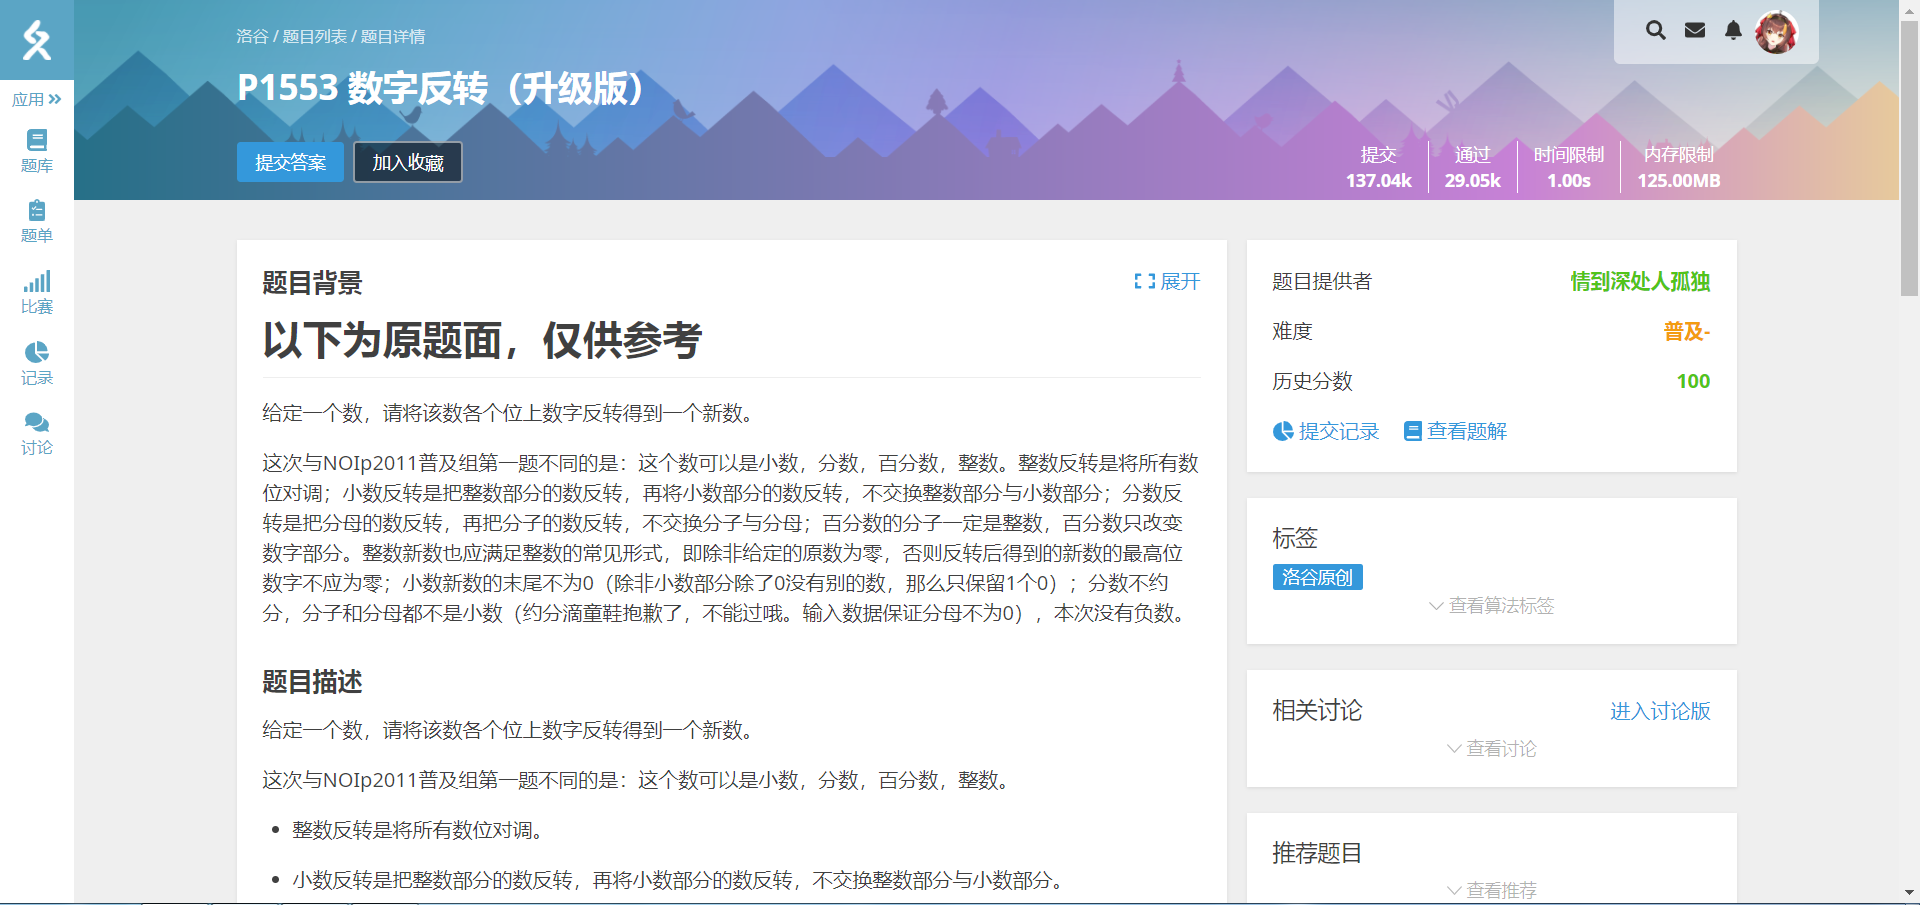 洛谷 / 题目列表 / 题目详情
P1553 数字反转（升级版）
提交答案
加入收藏
提交
137.04k
通过
29.05k
时间限制
1.00s
内存限制
125.00MB
应用
题库
题单
比赛
记录
讨论
题目背景
展开
以下为原题面，仅供参考
给定一个数，请将该数各个位上数字反转得到一个新数。
这次与NOIp2011普及组第一题不同的是：这个数可以是小数，分数，百分数，整数。整数反转是将所有数
位对调；小数反转是把整数部分的数反转，再将小数部分的数反转，不交换整数部分与小数部分；分数反
转是把分母的数反转，再把分子的数反转，不交换分子与分母；百分数的分子一定是整数，百分数只改变
数字部分。整数新数也应满足整数的常见形式，即除非给定的原数为零，否则反转后得到的新数的最高位
数字不应为零；小数新数的末尾不为0（除非小数部分除了0没有别的数，那么只保留1个0）；分数不约
分，分子和分母都不是小数（约分滴童鞋抱歉了，不能过哦。输入数据保证分母不为0），本次没有负数。
题目描述
给定一个数，请将该数各个位上数字反转得到一个新数。
这次与NOIp2011普及组第一题不同的是：这个数可以是小数，分数，百分数，整数。
• 整数反转是将所有数位对调。
• 小数反转是把整数部分的数反转，再将小数部分的数反转，不交换整数部分与小数部分。
题目提供者
情到深处人孤独
难度
普及-
历史分数
100
提交记录
查看题解
标签
洛谷原创
查看算法标签
相关讨论
进入讨论版
查看讨论
推荐题目
查看推荐